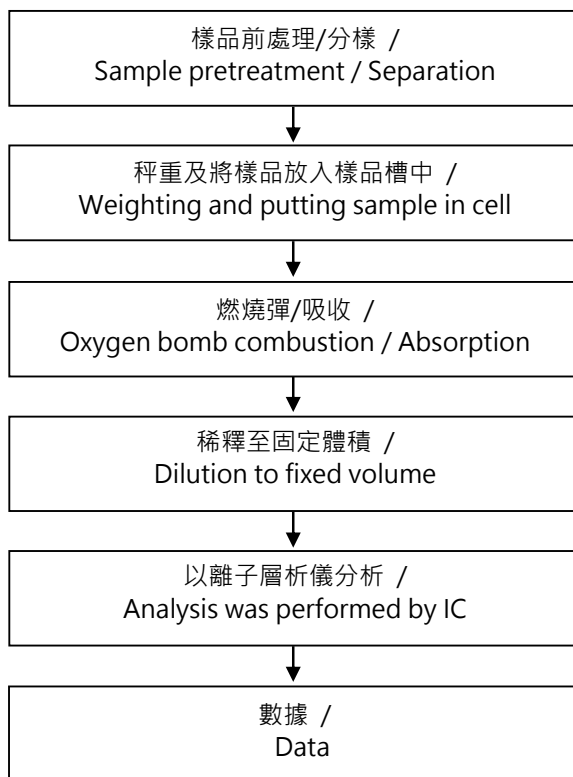 樣品前處理/分樣 /
Sample pretreatment / Separation
秤重及將樣品放入樣品槽中 /
Weighting and putting sample in cell
燃燒彈/吸收 /
Oxygen bomb combustion / Absorption
稀釋至固定體積 /
Dilution to fixed volume
以離子層析儀分析 /
Analysis was performed by IC
數據 /
Data